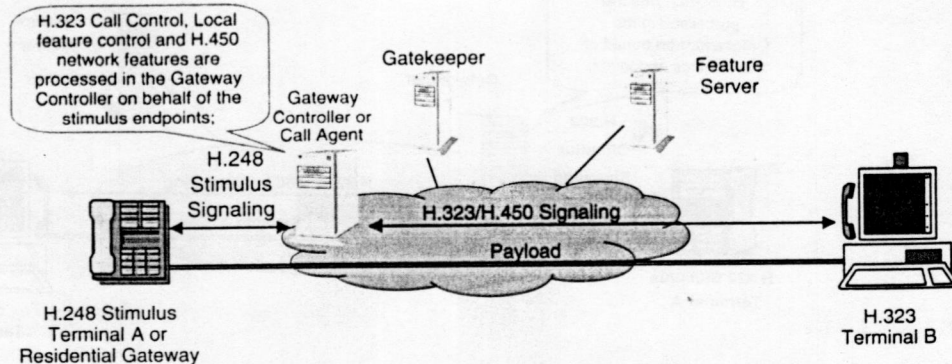 H.323 Call Control, Local
feature control and H.450
network features are
processed in the Gateway
Controller on behalf of the
stimulus endpoints;
Gatekeeper
Feature
Server
Gateway
Controller or
Call Agent
H.248
Stimulus
Signaling
H.323/H.450 Signaling
Payload
H.248 Stimulus
Terminal A or
Residential Gateway
H.323
Terminal B